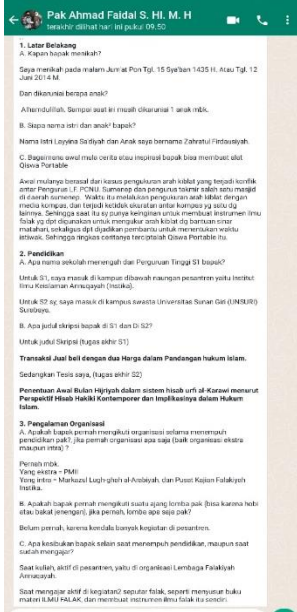 Pak Ahmad Faidal S. HI. M. H
terakhir dilihat hari ini pukul 09.50
1. Latar Belakang
A. Kapan bapak menikah?
Saya menikah pada malam Jum'at Pon Tgl. 15 Sya'ban 1435 H. Atau Tgl. 12
Juni 2014 M.
Dan dikarunia berapa anak?
Alhamdulillah. Sampai saat ini masih dikarunai 1 anak mbk.
B. Siapa nama istri dan anak² bapak?
Nama Istri Layyina Sa'diyah dan Anak saya bernama Zahratul Firdausiyah.
C. Bagaimana awal mula cerita atau inspirasi bapak bisa membuat alat
Qiswa Portable
Awal mulanya berasal dari kasus pengukuran arah kiblat yang terjadi konflik
antar Pengurus LF. PCNU. Sumenep dan pengurus takmir salah satu masjid
di daerah sumenep. Waktu itu melalukan pengukuran arah kiblat dengan
media kompas, dan terjadi ketidak akuratan antar kompas yg satu dg
lainnya. Sehingga saat itu sy punya keinginan untuk membuat instrumen ilmu
falak yg dpt digunakan untuk mengukur arah kiblat dg bantuan sinar
matahari, sekaligus dpt dijadikan pembantu untuk menentukan waktu
istiwak. Sehingga ringkas ceritanya terciptalah Qiswa Portable itu.
2. Pendidikan
A. Apa nama sekolah menengah dan Perguruan Tinggi S1 bapak?
Untuk S1, saya masuk di kampus dibawah naungan pesantren yaitu Institut
Ilmu Keislaman Annuqayah (Instika).
Untuk S2 sy, saya masuk di kampus swasta Universitas Sunan Giri (UNSURI)
Surabaya.
B. Apa judul skripsi bapak di S1 dan Di S2?
Untuk judul Skripsi (tugas akhir S1)
Transaksi Jual beli dengan dua Harga dalam Pandangan hukum Islam.
Sedangkan Tesis saya, (tugas akhir S2)
Penentuan Awal Bulan Hijriyah dalam sistem hisab urfi al-Karawi menurut
Perspektif Hisab Hakiki Kontemporer dan Implikasinya dalam Hukum
Islam.
3. Pengalaman Organisasi
A. Apakah bapak pernah mengikuti organisasi selama menempuh
pendidikan pak?, jika pernah organisasi apa saja (baik organisasi ekstra
maupun intra) ?
Pernah mbk.
Yang ekstra = PMII
Yang intra = Markazul Lughghah al-Arabiyah, dan Pusat Kajian Falakiyah
Instika.
B. Apakah bapak pernah mengikuti suatu ajang lomba pak (bisa karena hobi
atau bakat jenengan), jika pernah, lomba apa saja pak?
Belum pernah, karena kendala banyak kegiatan di pesantren.
C. Apa kesibukan bapak selain saat menempuh pendidikan, maupun saat
sudah mengajar?
Saat kuliah, aktif di pesantren, yaitu di organisasi Lembaga Falakiyah
Annuqayah.
Saat mengajar aktif di kegiatan2 seputar falak, seperti menyusun buku
materi ILMU FALAK, dan membuat instrumen ilmu falak itu sendiri.